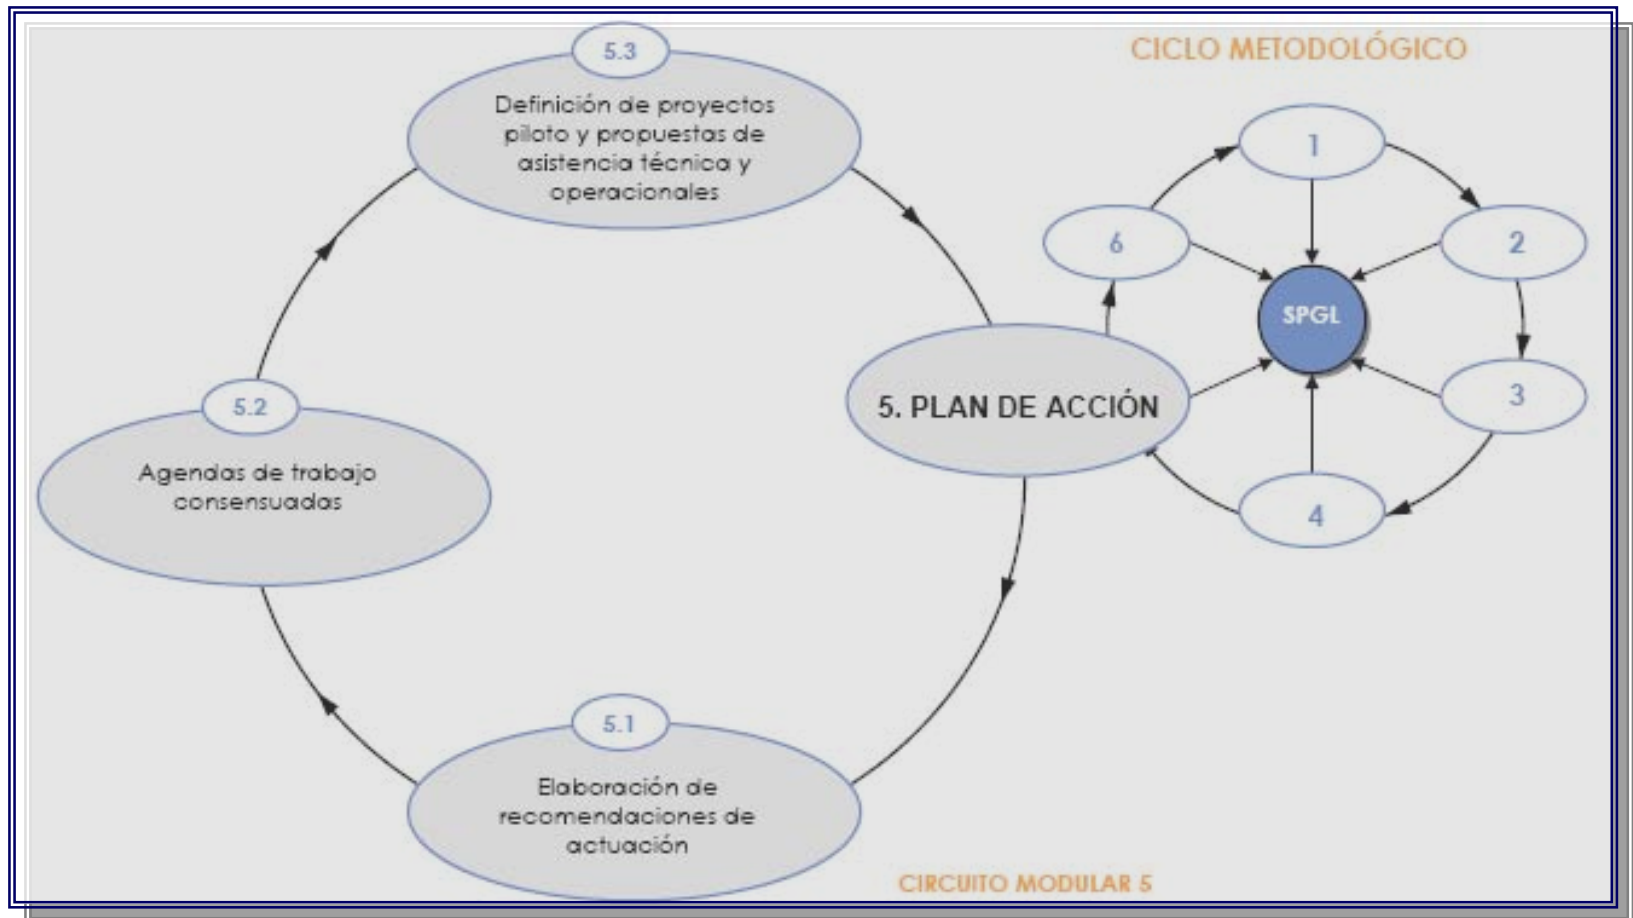 CICLO METODOLÓGICO
5.3
Definición de proyectos
piloto y propuestas de
asistencia técnica y
operacionales
1
6
2
SPGL
5. PLAN DE ACCIÓN
3
4
5.2
Agendas de trabajo
consensuadas
5.1
Elaboración de
recomendaciones de
actuación
CIRCUITO MODULAR 5